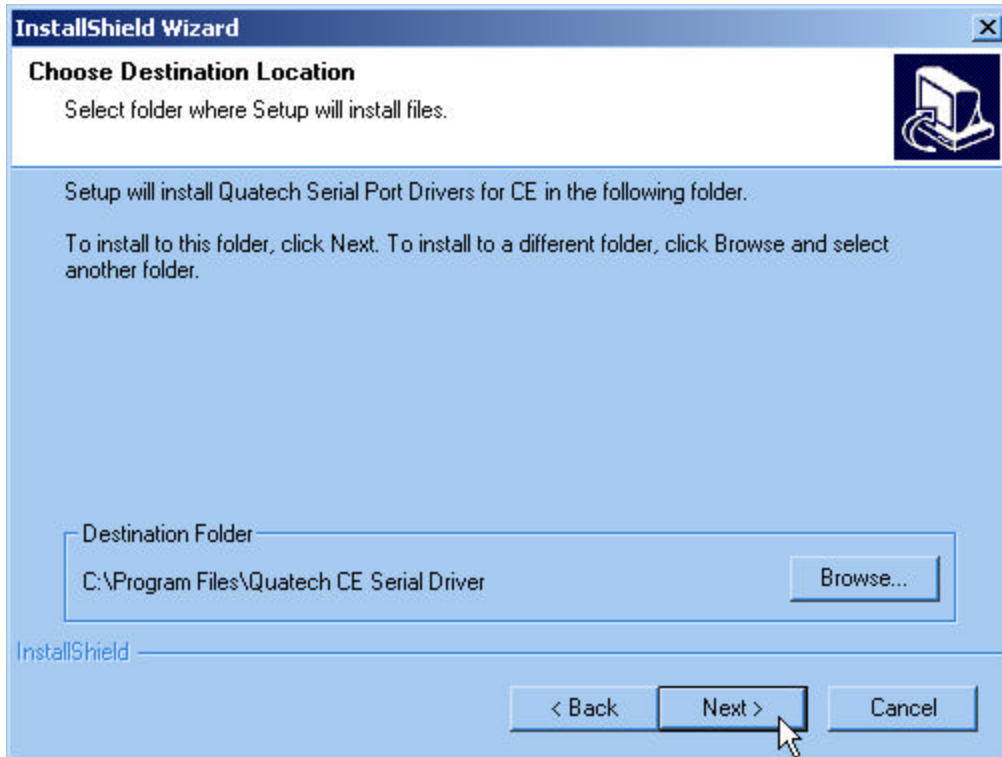 InstallShield Wizard
Choose Destination Location
Select folder where Setup will install files.
Setup will install Quatech Serial Port Drivers for CE in the following folder.
To install to this folder, click Next. To install to a different folder, click Browse and select
another folder.
Destination Folder
C:\Program Files\Quatech CE Serial Driver
Browse...
InstallShield
< Back
Next >
Cancel